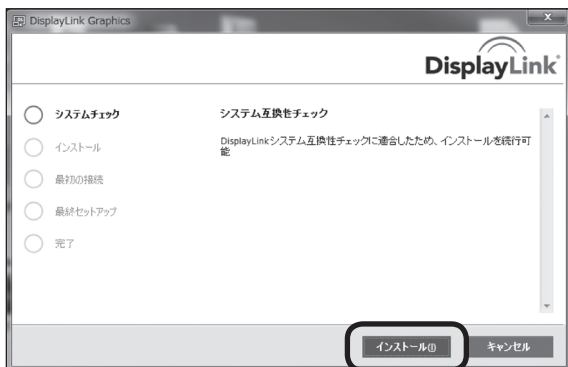 DisplayLink Graphics
DisplayLink
システムチェック
インストール
最初の接続
最終セットアップ
完了
システム互換性チェック
DisplayLinkシステム互換性チェックに適合したため、インストールを続行可
能
インストール(I)
キャンセル